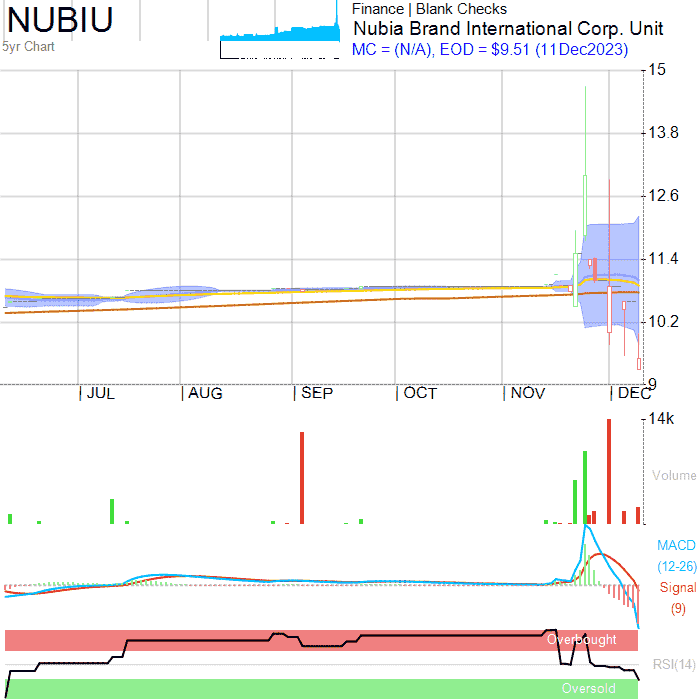 NUBIU
5yr Chart
Finance | Blank Checks
Nubia Brand International Corp. Unit
MC = (N/A), EOD = $9.51 (11Dec2023)
15
13.8
12.6
11.4
10.2
9
JUL AUG SEP OCT NOV DEC
14k
Volume
MACD
(12-26)
Signal
(9)
Overbought
RSI(14)
Oversold